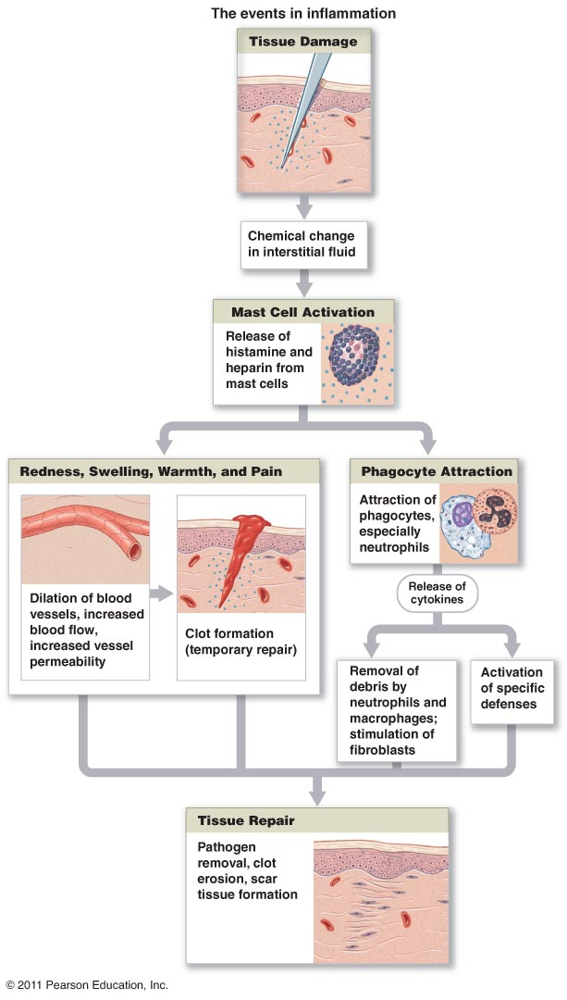 The events in inflammation
Tissue Damage
Chemical change
in interstitial fluid
Mast Cell Activation
Release of
histamine and
heparin from
mast cells
Redness, Swelling, Warmth, and Pain
Dilation of blood
vessels, increased
blood flow,
increased vessel
permeability
Clot formation
(temporary repair)
Phagocyte Attraction
Attraction of
phagocytes,
especially
neutrophils
Release of
cytokines
Removal of
debris by
neutrophils and
macrophages;
stimulation of
fibroblasts
Activation
of specific
defenses
Tissue Repair
Pathogen
removal, clot
erosion, scar
tissue formation
© 2011 Pearson Education, Inc.